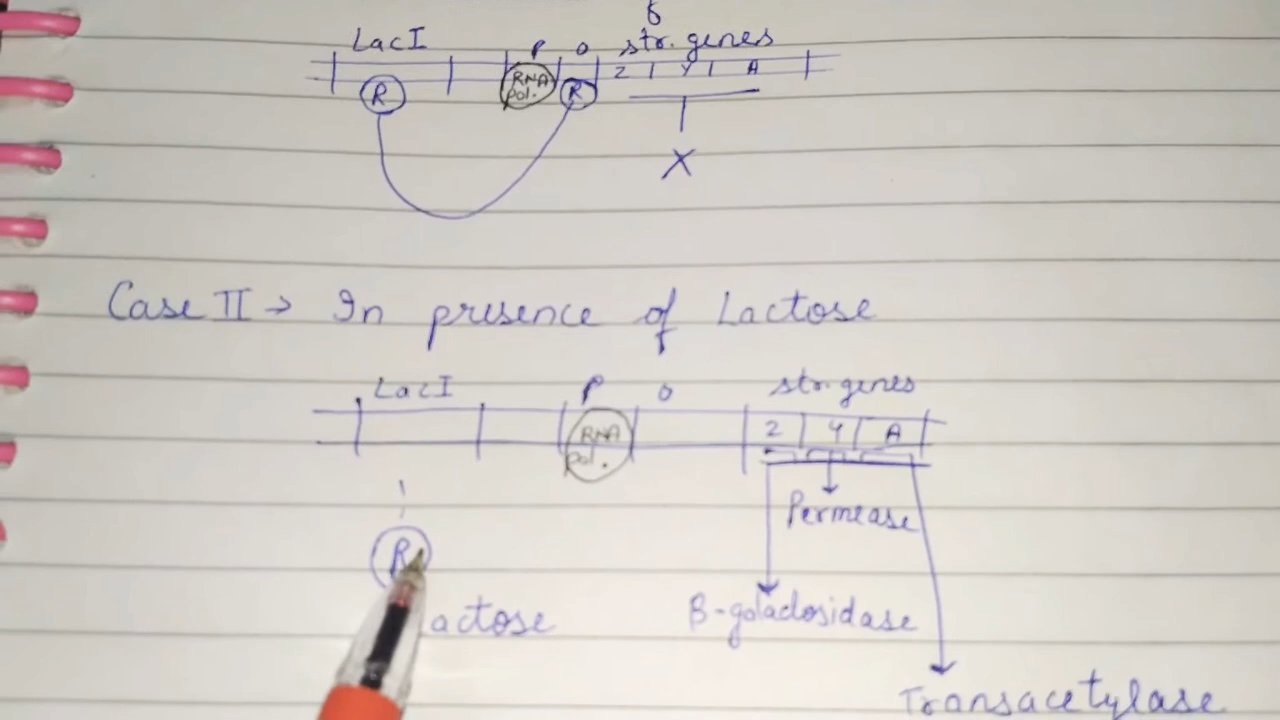 LacI P O str. genes
RNA Pol. R Z Y A
R
X
Case II → In presence of Lactose
LacI P O str. genes
RNA Pol. Z Y A
Permease
R
actose B-galactosidase
Transacetylase